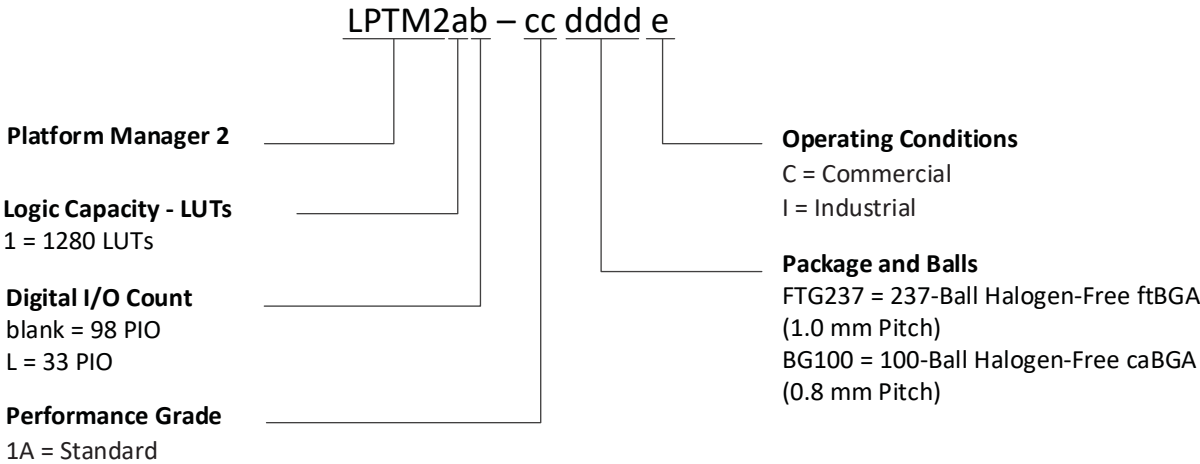 LPTM2ab – cc dddd e
Platform Manager 2
Logic Capacity - LUTs
1 = 1280 LUTs
Digital I/O Count
blank = 98 PIO
L = 33 PIO
Performance Grade
1A = Standard
Operating Conditions
C = Commercial
I = Industrial
Package and Balls
FTG237 = 237-Ball Halogen-Free ftBGA
(1.0 mm Pitch)
BG100 = 100-Ball Halogen-Free caBGA
(0.8 mm Pitch)